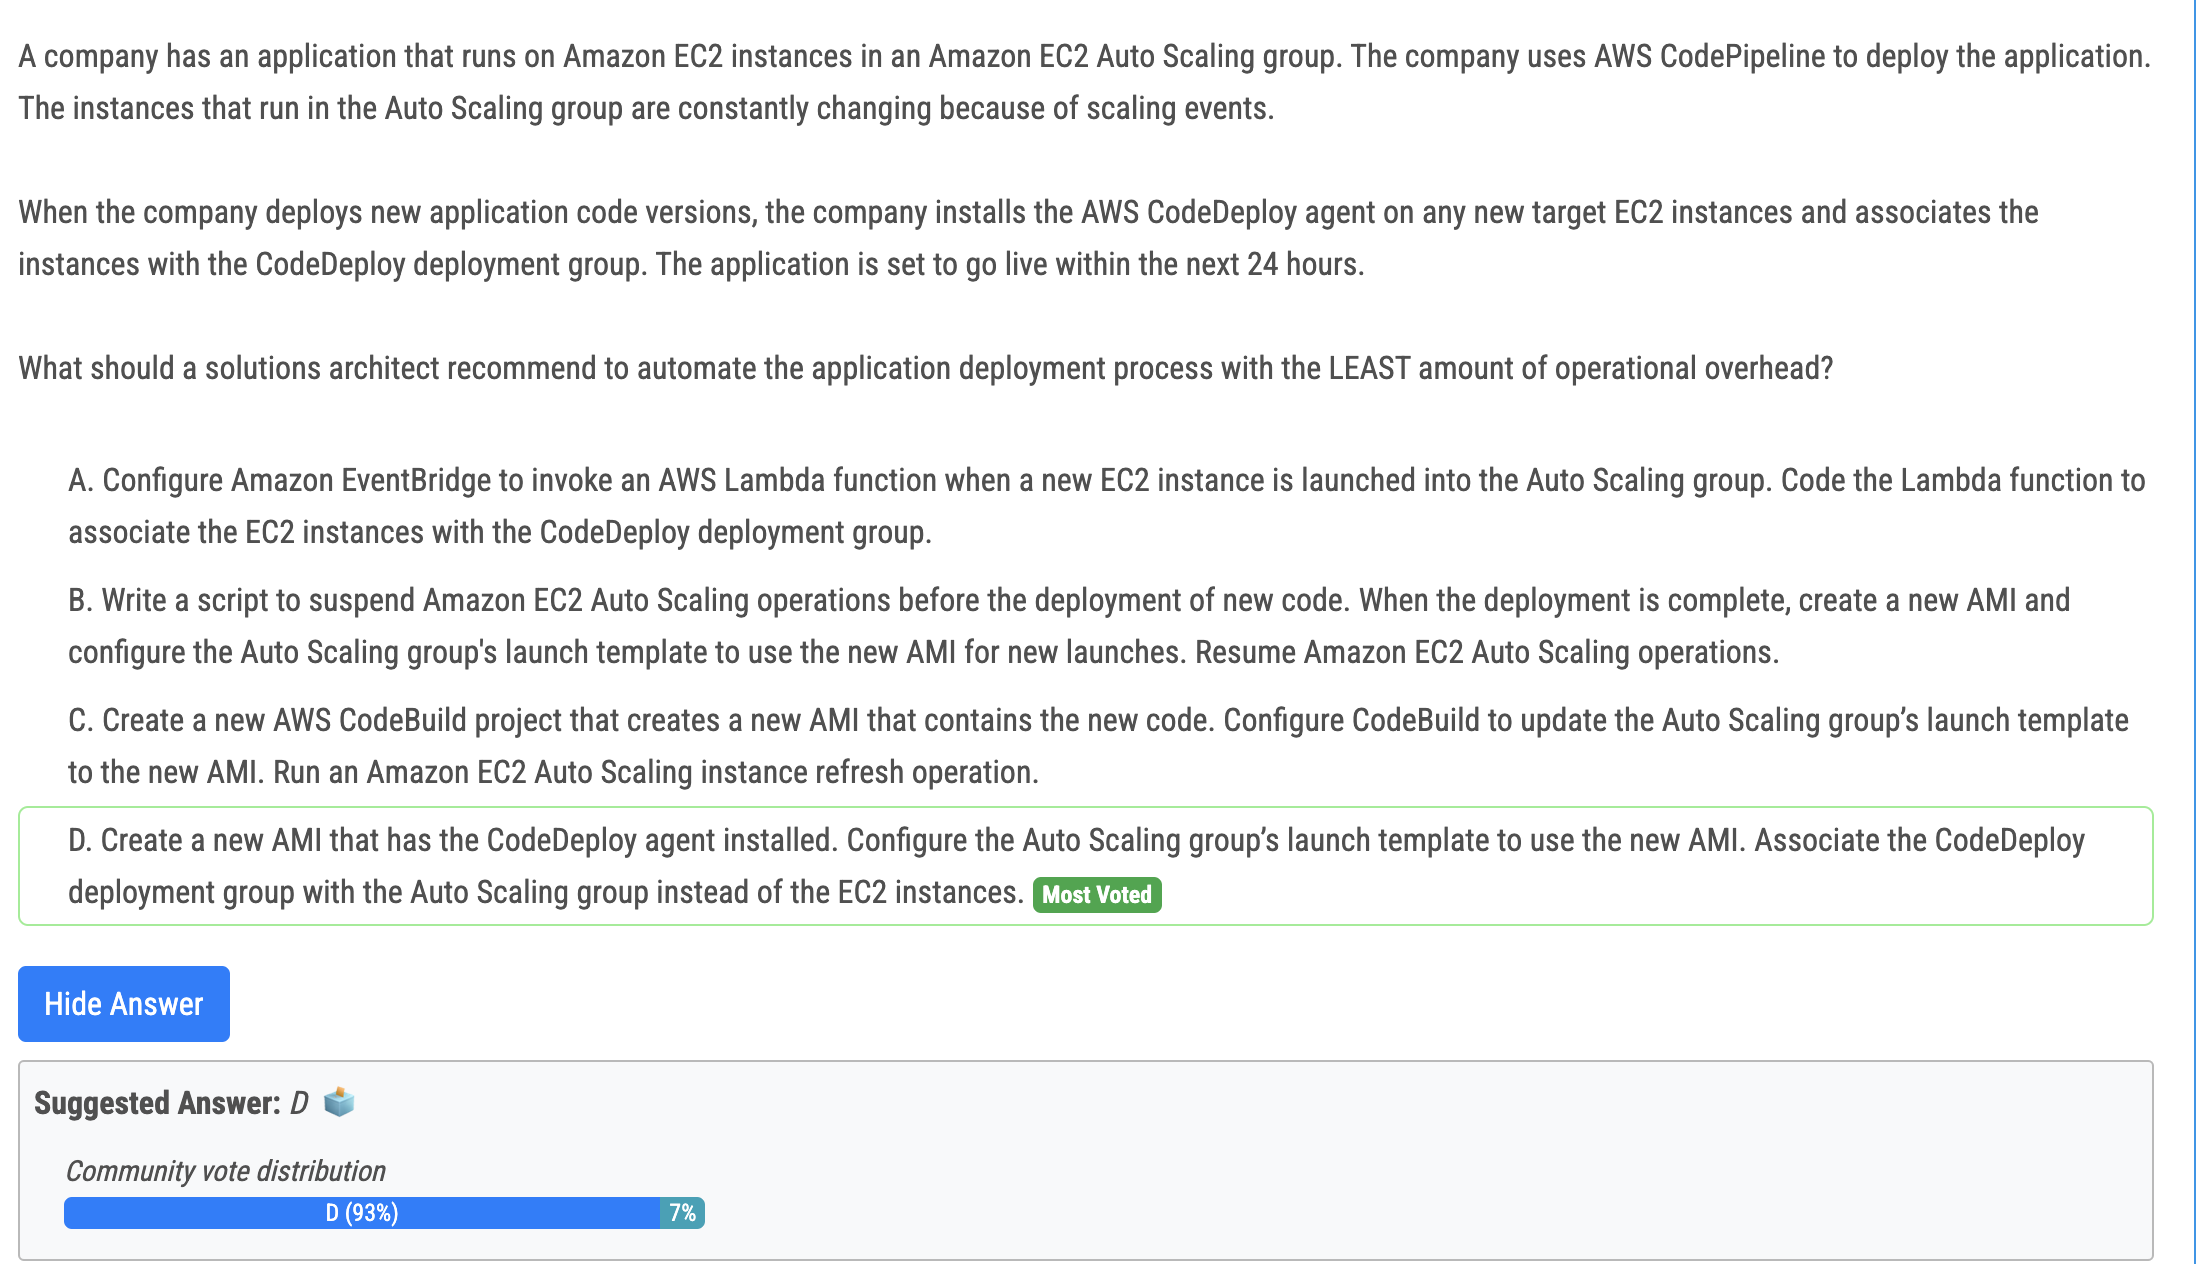 A company has an application that runs on Amazon EC2 instances in an Amazon EC2 Auto Scaling group. The company uses AWS CodePipeline to deploy the application.
The instances that run in the Auto Scaling group are constantly changing because of scaling events.
When the company deploys new application code versions, the company installs the AWS CodeDeploy agent on any new target EC2 instances and associates the
instances with the CodeDeploy deployment group. The application is set to go live within the next 24 hours.
What should a solutions architect recommend to automate the application deployment process with the LEAST amount of operational overhead?
A. Configure Amazon EventBridge to invoke an AWS Lambda function when a new EC2 instance is launched into the Auto Scaling group. Code the Lambda function to
associate the EC2 instances with the CodeDeploy deployment group.
B. Write a script to suspend Amazon EC2 Auto Scaling operations before the deployment of new code. When the deployment is complete, create a new AMI and
configure the Auto Scaling group's launch template to use the new AMI for new launches. Resume Amazon EC2 Auto Scaling operations.
C. Create a new AWS CodeBuild project that creates a new AMI that contains the new code. Configure CodeBuild to update the Auto Scaling group’s launch template
to the new AMI. Run an Amazon EC2 Auto Scaling instance refresh operation.
D. Create a new AMI that has the CodeDeploy agent installed. Configure the Auto Scaling group’s launch template to use the new AMI. Associate the CodeDeploy
deployment group with the Auto Scaling group instead of the EC2 instances. Most Voted
Hide Answer
Suggested Answer: D
Community vote distribution
D (93%) 7%